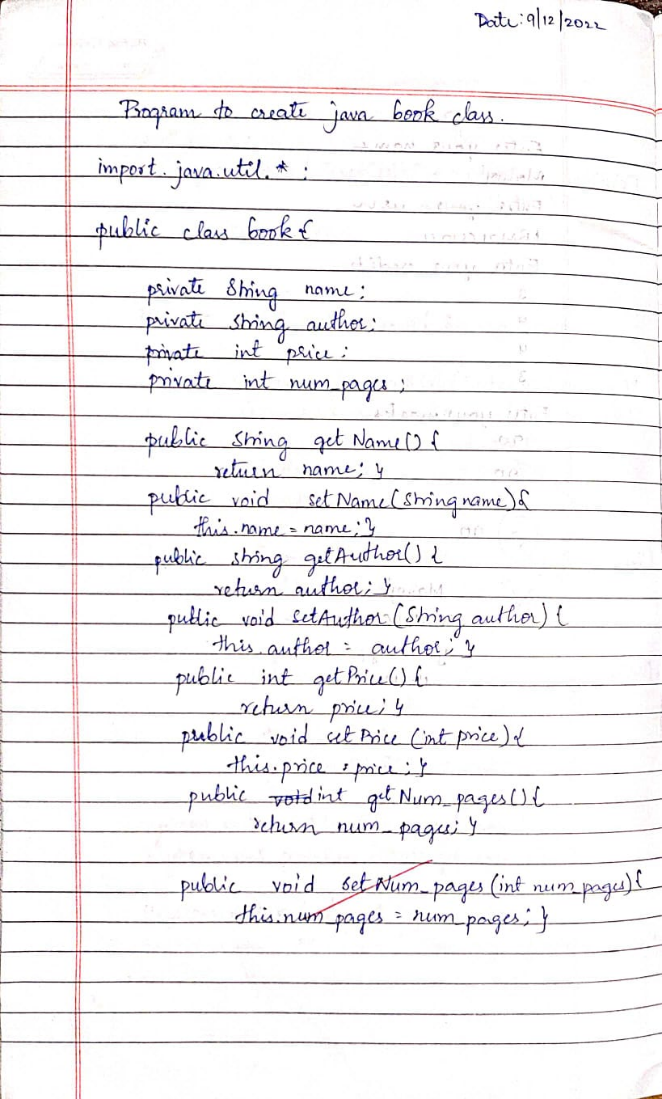 Date: 9/12/2022
Program to create java book class.
import. java.util. * ;
public class book {
private String name;
private String author;
private int price;
private int num_pages;
public String get Name() {
return name; }
public void set Name(String name){
this.name = name; }
public string getAuthor() {
return author; }
public void setAuthor (String author) {
this. author = author; }
public int getPrice() {
return price; }
public void set Price (int price) {
this.price = price; }
public void int get Num_pages() {
return num_pages; }
public void set Num_pages (int num_pages) {
this.num_pages = num_pages; }